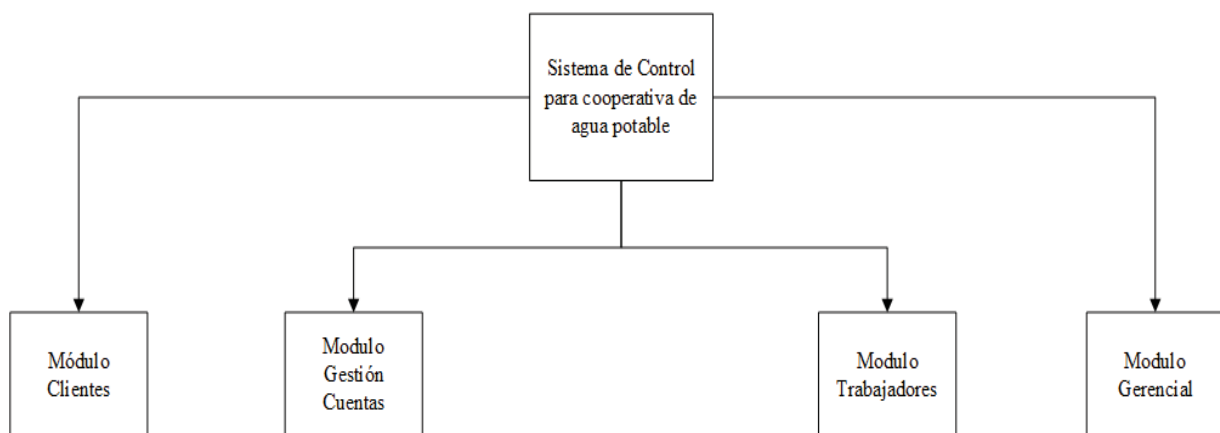 Sistema de Control
para cooperativa de
agua potable
Módulo
Clientes
Modulo
Gestión
Cuentas
Modulo
Trabajadores
Modulo
Gerencial